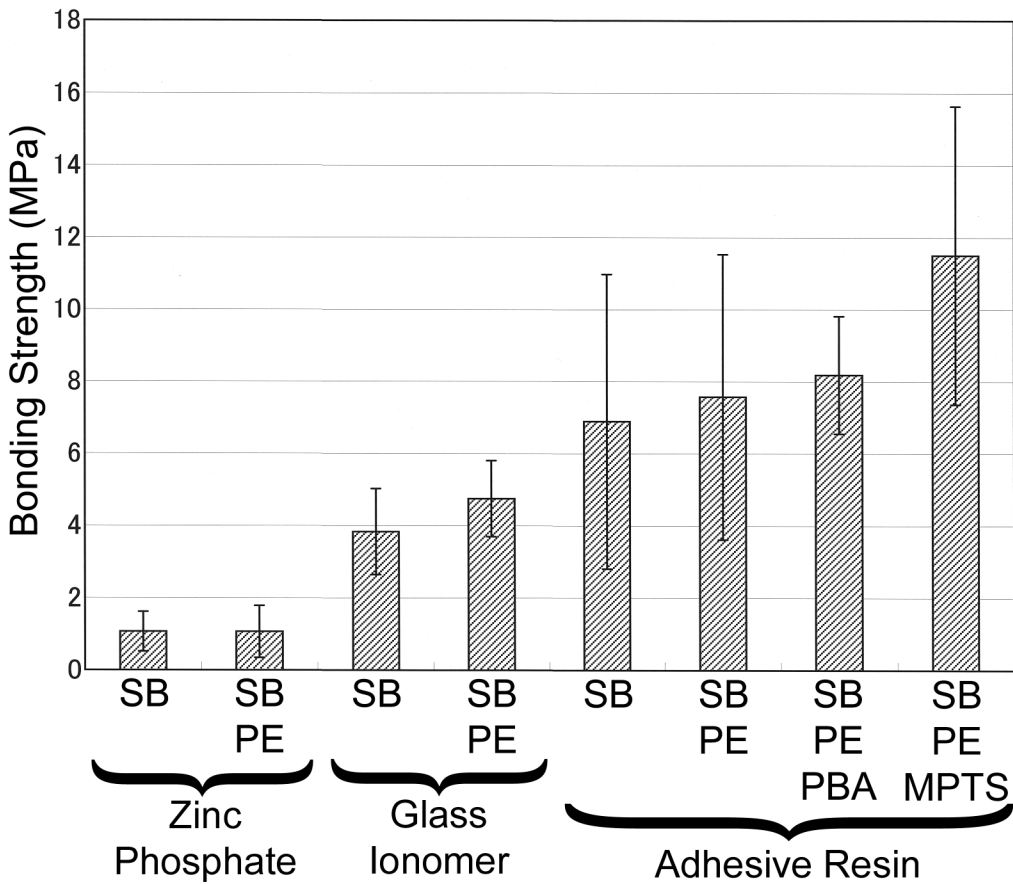 Bonding Strength (MPa)
18
16
14
12
10
8
6
4
2
0
SB
SB
PE
SB
SB
PE
SB
SB
PE
SB
PE
PBA
SB
PE
MPTS
Zinc
Phosphate
Glass
Ionomer
Adhesive Resin